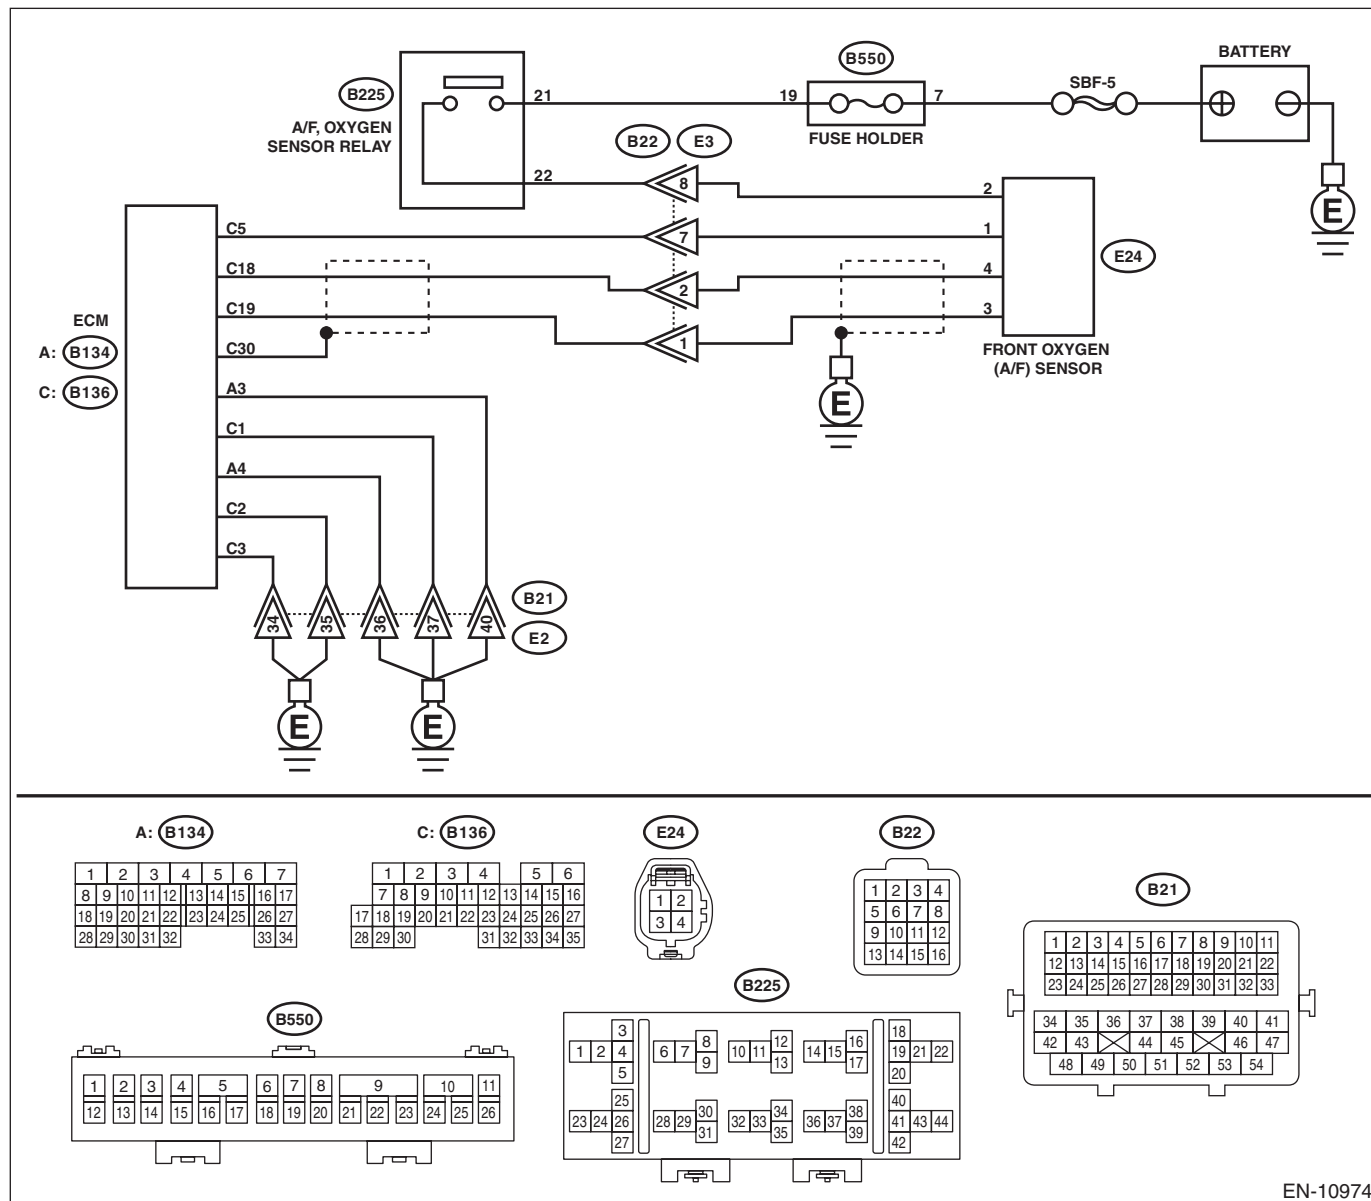 B550
SBF-5
BATTERY
B225
21
19
7
A/F, OXYGEN
SENSOR RELAY
FUSE HOLDER
B22 E3
22
8
2
E
C5
7
1
E24
C18
2
4
ECM
C19
1
3
A: B134
C30
FRONT OXYGEN
(A/F) SENSOR
C: B136
A3
E
C1
A4
C2
C3
34 35 36 37 40
B21
E2
E E
A: B134
1 2 3 4 5 6 7
8 9 10 11 12 13 14 15 16 17
18 19 20 21 22 23 24 25 26 27
28 29 30 31 32 33 34
C: B136
1 2 3 4 5 6
7 8 9 10 11 12 13 14 15 16
17 18 19 20 21 22 23 24 25 26 27
28 29 30 31 32 33 34 35
E24
1 2
3 4
B22
1 2 3 4
5 6 7 8
9 10 11 12
13 14 15 16
B21
1 2 3 4 5 6 7 8 9 10 11
12 13 14 15 16 17 18 19 20 21 22
23 24 25 26 27 28 29 30 31 32 33
34 35 36 37 38 39 40 41
42 43 44 45 46 47
48 49 50 51 52 53 54
B550
1 2 3 4 5 6 7 8 9 10 11
12 13 14 15 16 17 18 19 20 21 22 23 24 25 26
B225
3 8 12 16 18
1 2 4 6 7 10 11 14 15 19 21 22
5 9 13 17 20
25 30 34 38 40
23 24 26 28 29 32 33 36 37 41 43 44
27 31 35 39 42
EN-10974